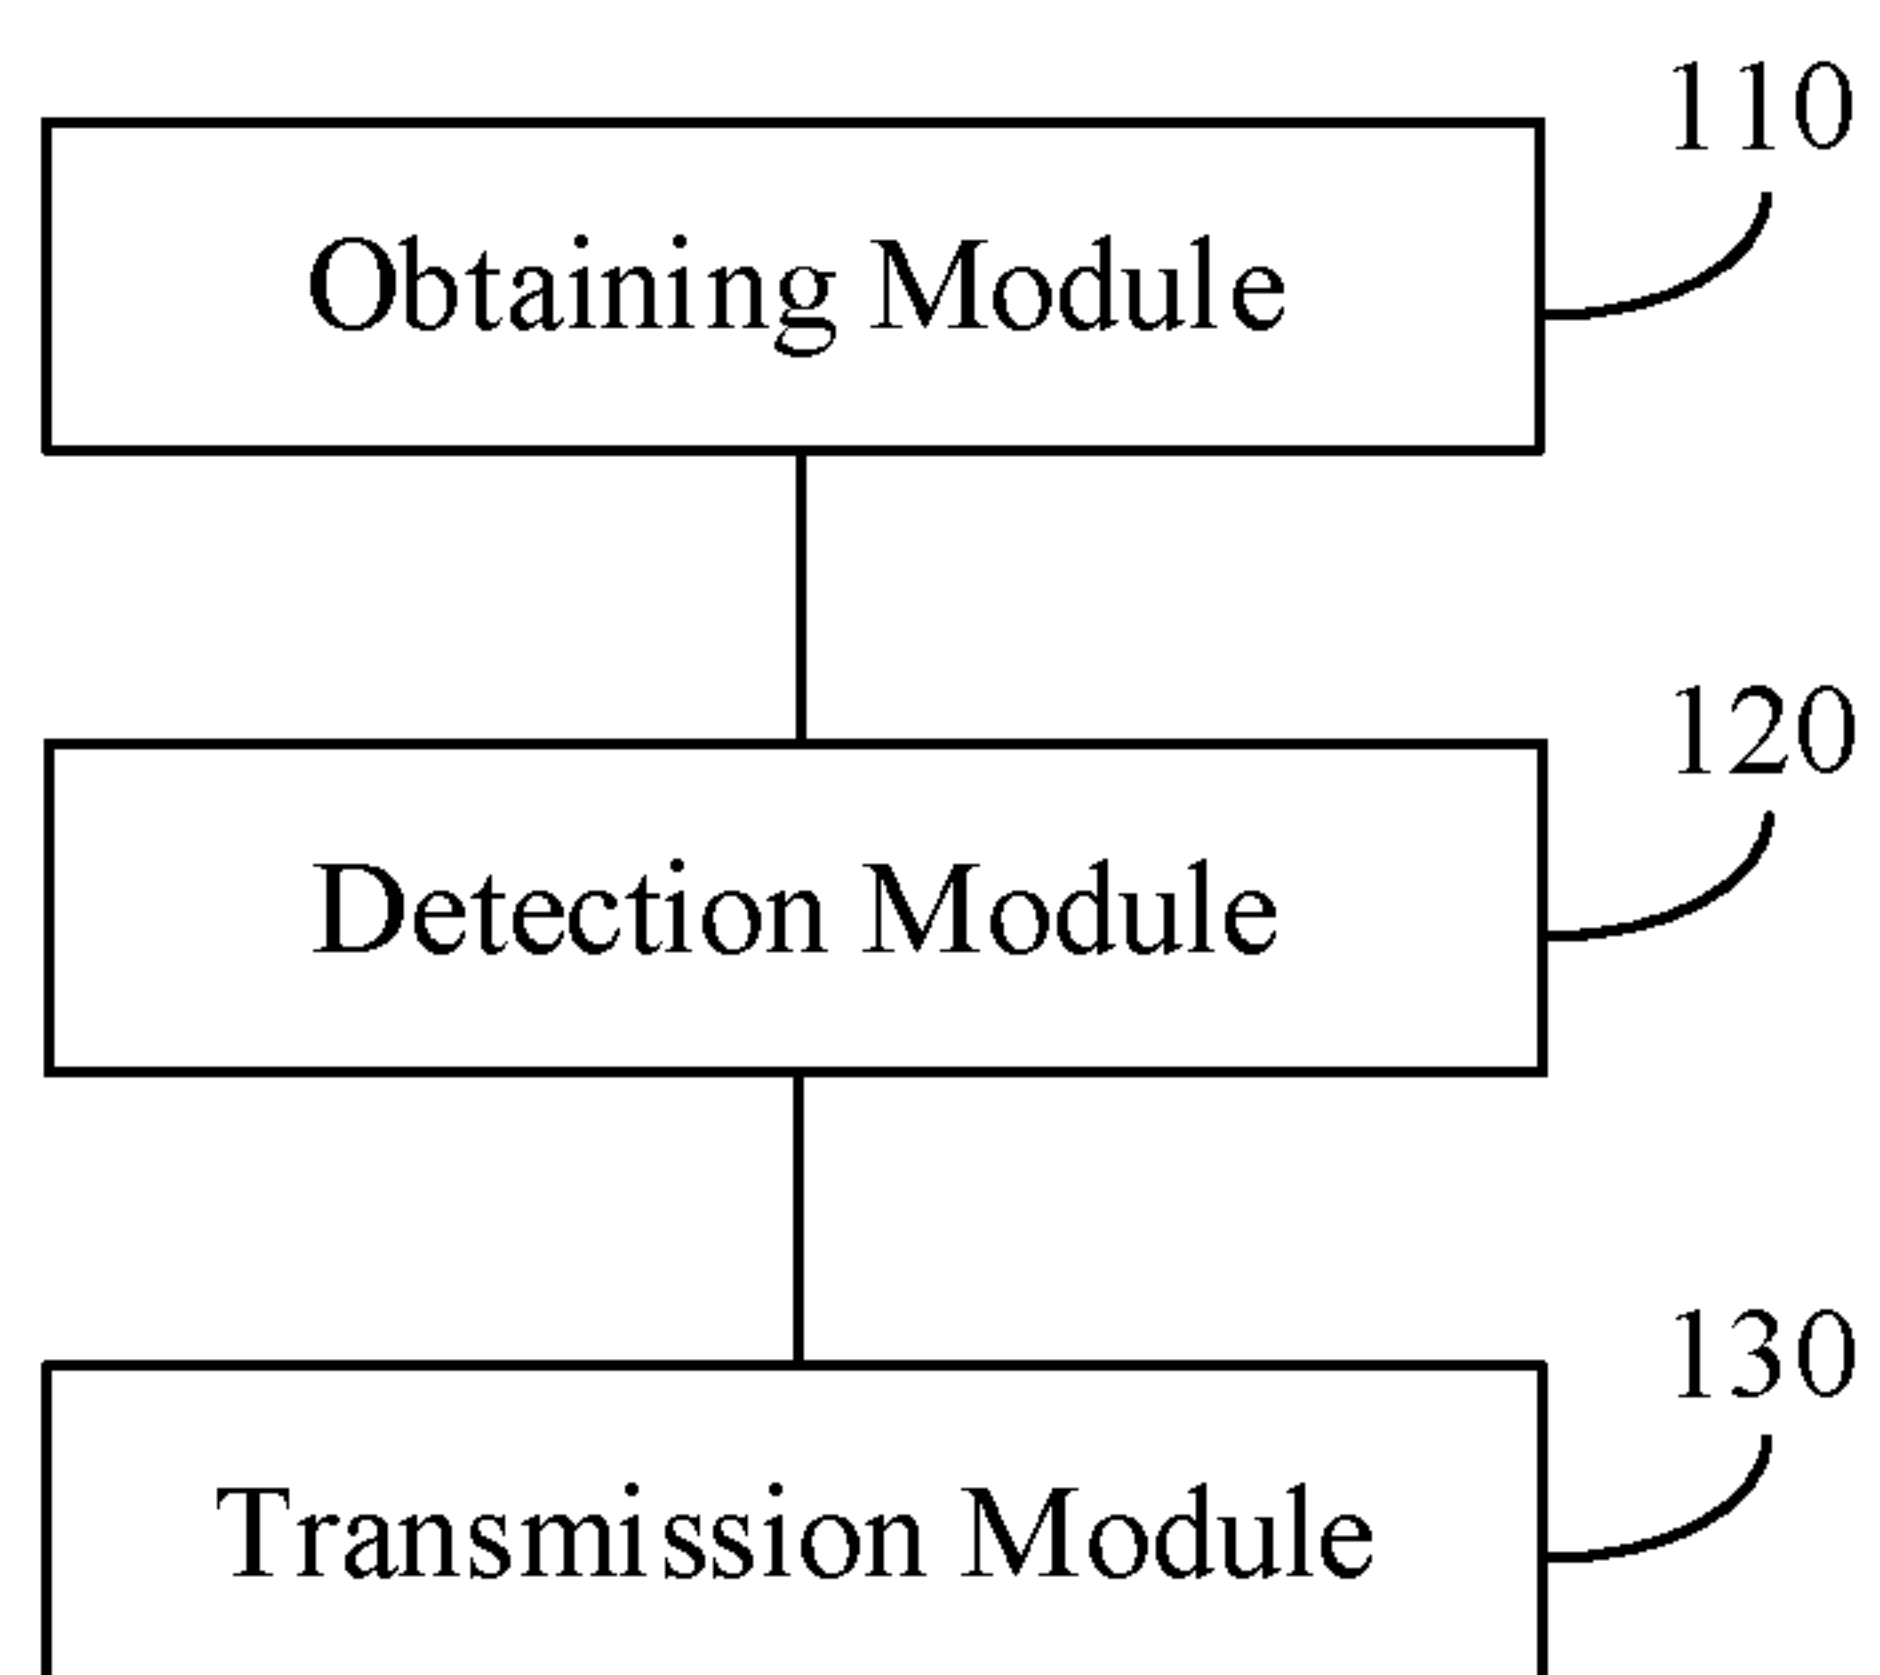 110
Obtaining Module
120
Detection Module
130
Transmission Module